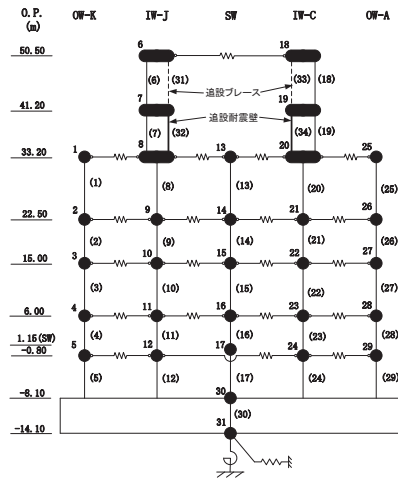 O.P. OW-K IW-J SW IW-C OW-A
(m)
6 18
50.50
(6) (31) (33) (18)
追設ブレース
7 19
41.20
追設耐震壁
(7) (32) (34) (19)
1 8 13 20 25
33.20
(1) (8) (13) (20) (25)
2 9 14 21 26
22.50
(2) (9) (14) (21) (26)
3 10 15 22 27
15.00
(3) (10) (15) (22) (27)
4 11 16 23 28
6.00
(4) (11) (16) (23) (28)
1.15(SW)
5 12 17 24 29
-0.80
(5) (12) (17) (24) (29)
30
-8.10
(30)
31
-14.10